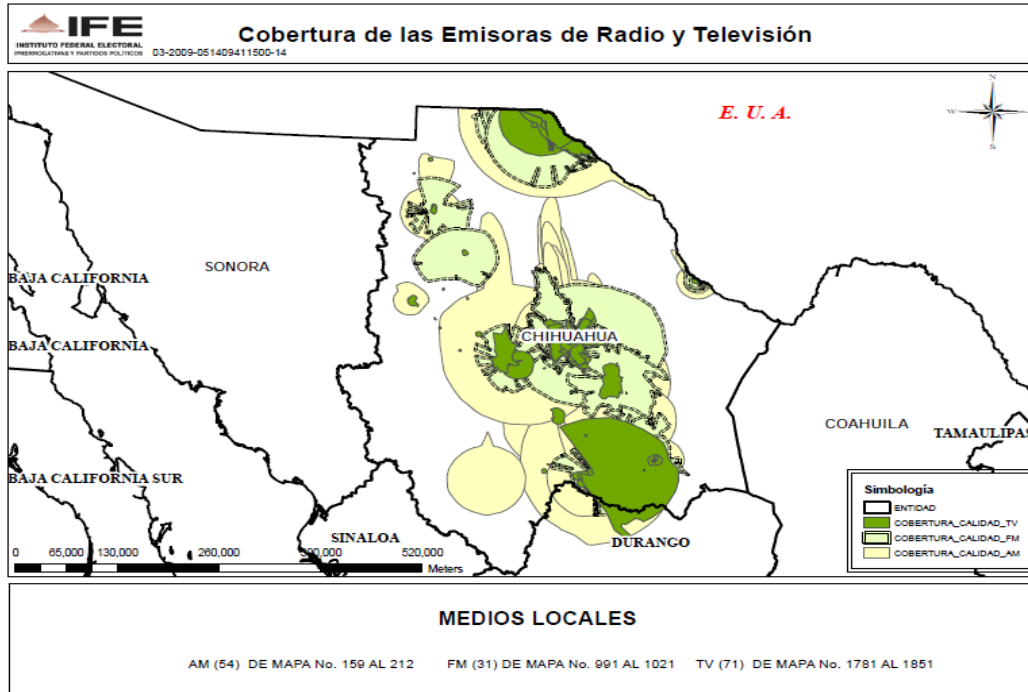 IFE
INSTITUTO FEDERAL ELECTORAL
PRERROGATIVAS Y PARTIDOS POLÍTICOS
03-2009-051409411500-14
Cobertura de las Emisoras de Radio y Televisión
E. U. A.
N
W
E
S
SONORA
BAJA CALIFORNIA
BAJA CALIFORNIA
CHIHUAHUA
COAHUILA
TAMAULIPAS
BAJA CALIFORNIA SUR
SINALOA
DURANGO
0 65,000 130,000 260,000 390,000 520,000
Meters
Simbología
ENTIDAD
COBERTURA_CALIDAD_TV
COBERTURA_CALIDAD_FM
COBERTURA_CALIDAD_AM
MEDIOS LOCALES
AM (54) DE MAPA No. 159 AL 212 FM (31) DE MAPA No. 991 AL 1021 TV (71) DE MAPA No. 1781 AL 1851